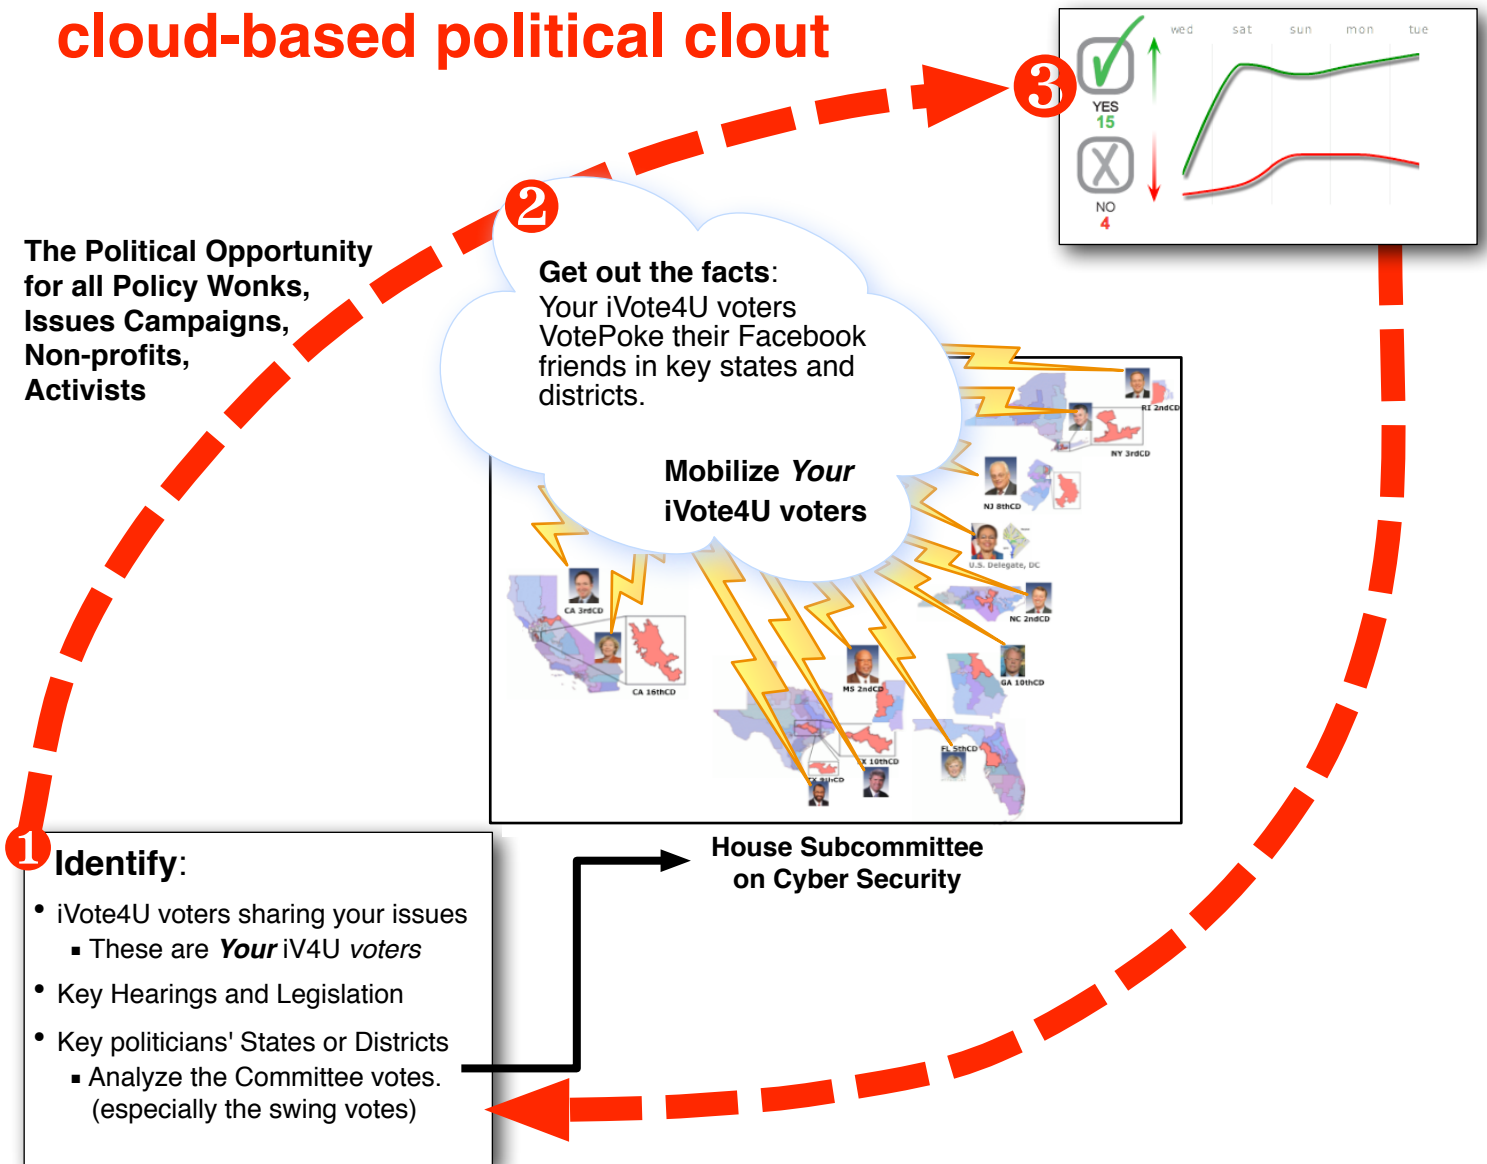 cloud-based political clout
3
wed sat sun mon tue
YES
15
NO
4
2
The Political Opportunity
for all Policy Wonks,
Issues Campaigns,
Non-profits,
Activists
Get out the facts:
Your iVote4U voters
VotePoke their Facebook
friends in key states and
districts.
Mobilize Your
iVote4U voters
RI 2ndCD
NY 3rdCD
NJ 8thCD
U.S. Delegate, DC
CA 3rdCD
NC 2ndCD
CA 16thCD
MS 2ndCD
GA 10thCD
FL 5thCD
10thCD
House Subcommittee
on Cyber Security
1
Identify:
• iVote4U voters sharing your issues
▪ These are Your iV4U voters
• Key Hearings and Legislation
• Key politicians' States or Districts
▪ Analyze the Committee votes.
(especially the swing votes)